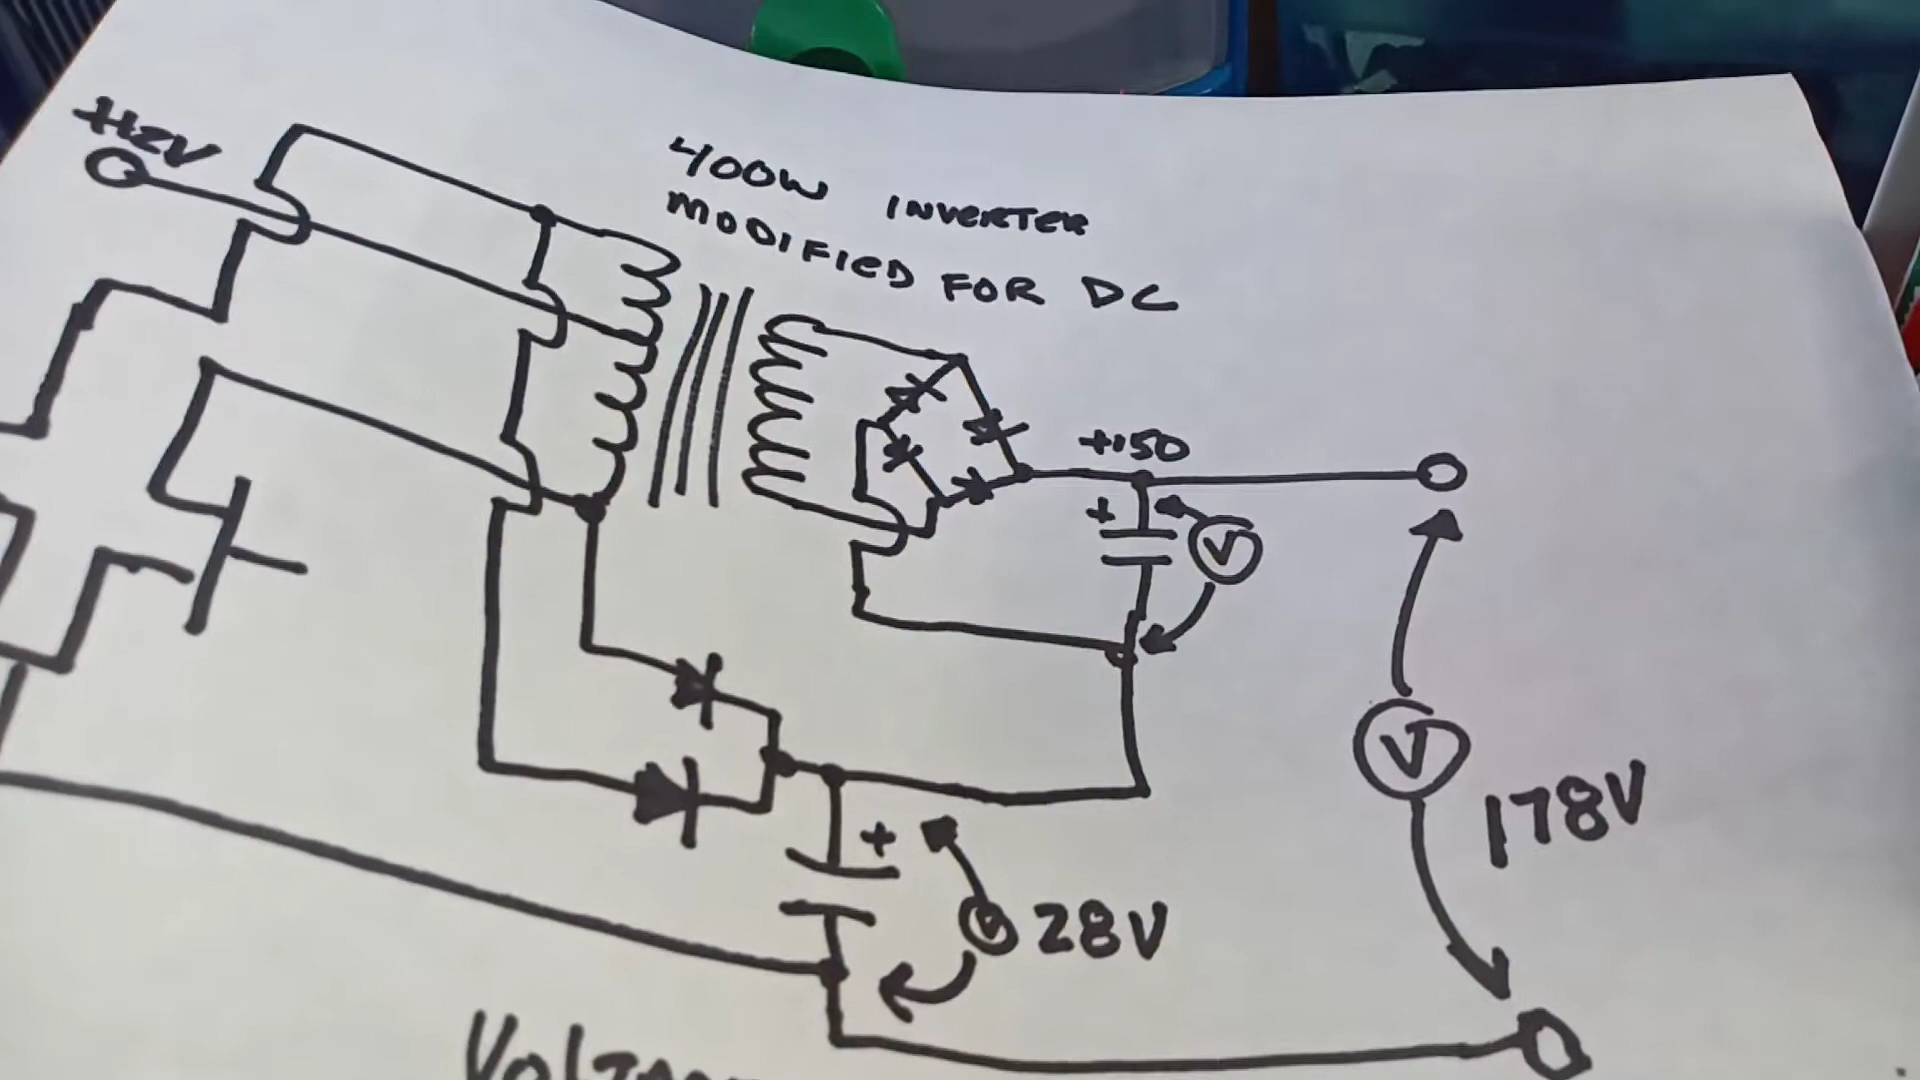 +12V
400W INVERTER
MODIFIED FOR DC
+150
+
V
V
178V
+
V 28V